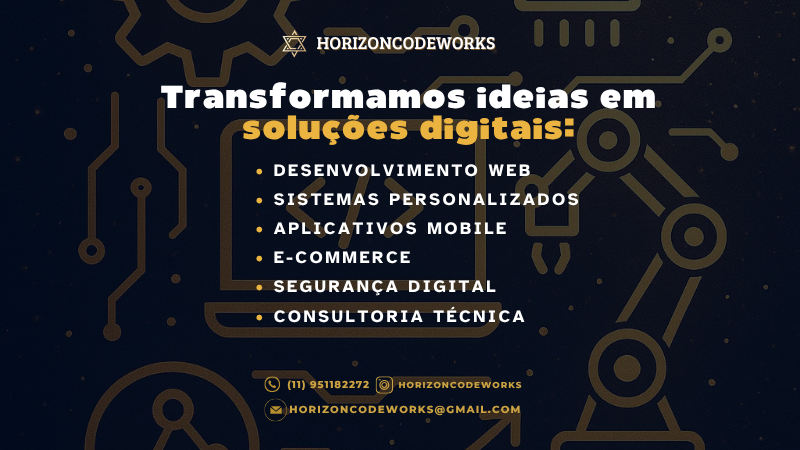 HORIZONCODEWORKS
Transformamos ideias em
soluções digitais:
• DESENVOLVIMENTO WEB
• SISTEMAS PERSONALIZADOS
• APLICATIVOS MOBILE
• E-COMMERCE
• SEGURANÇA DIGITAL
• CONSULTORIA TÉCNICA
(11) 951182272 HORIZONCODEWORKS
HORIZONCODEWORKS@GMAIL.COM